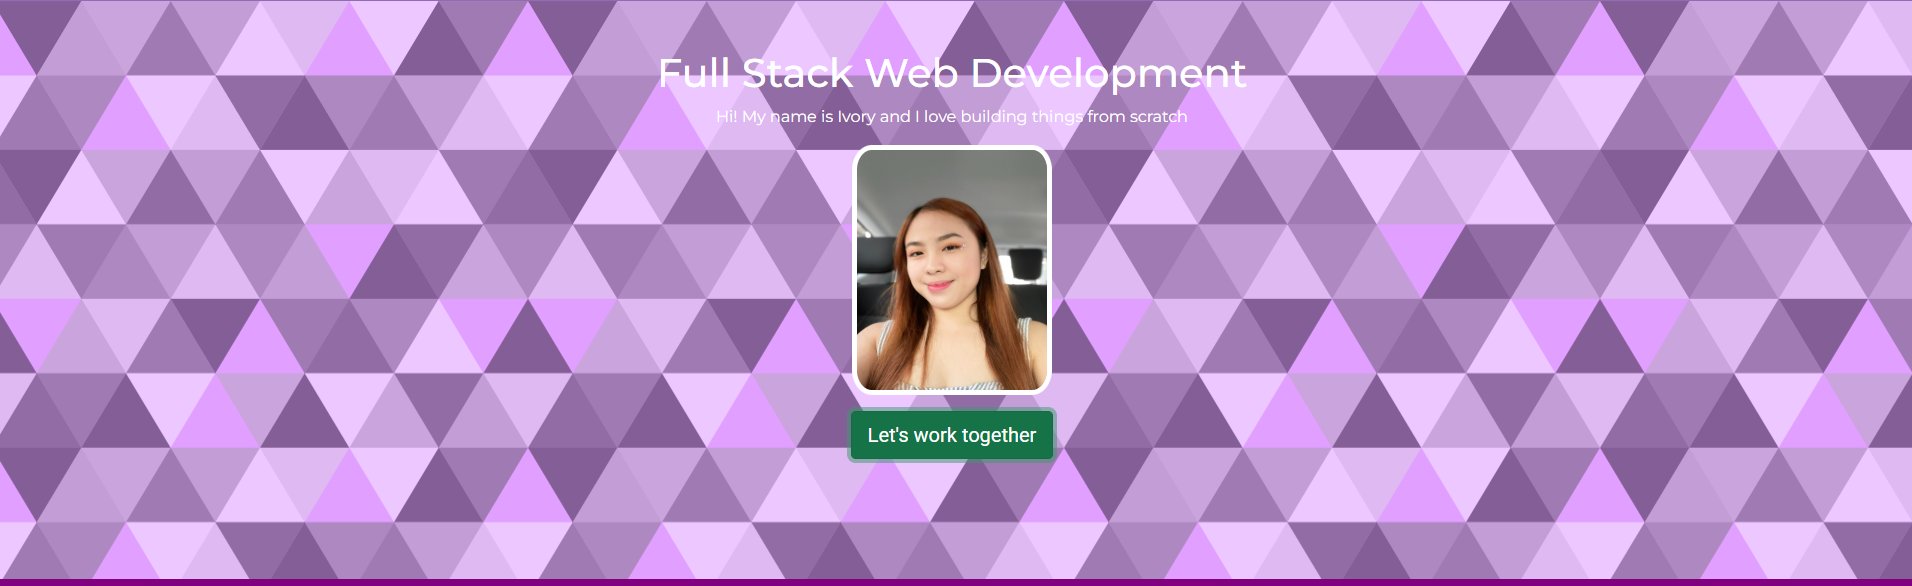 Full Stack Web Development
Hi! My name is Ivory and I love building things from scratch
Let's work together